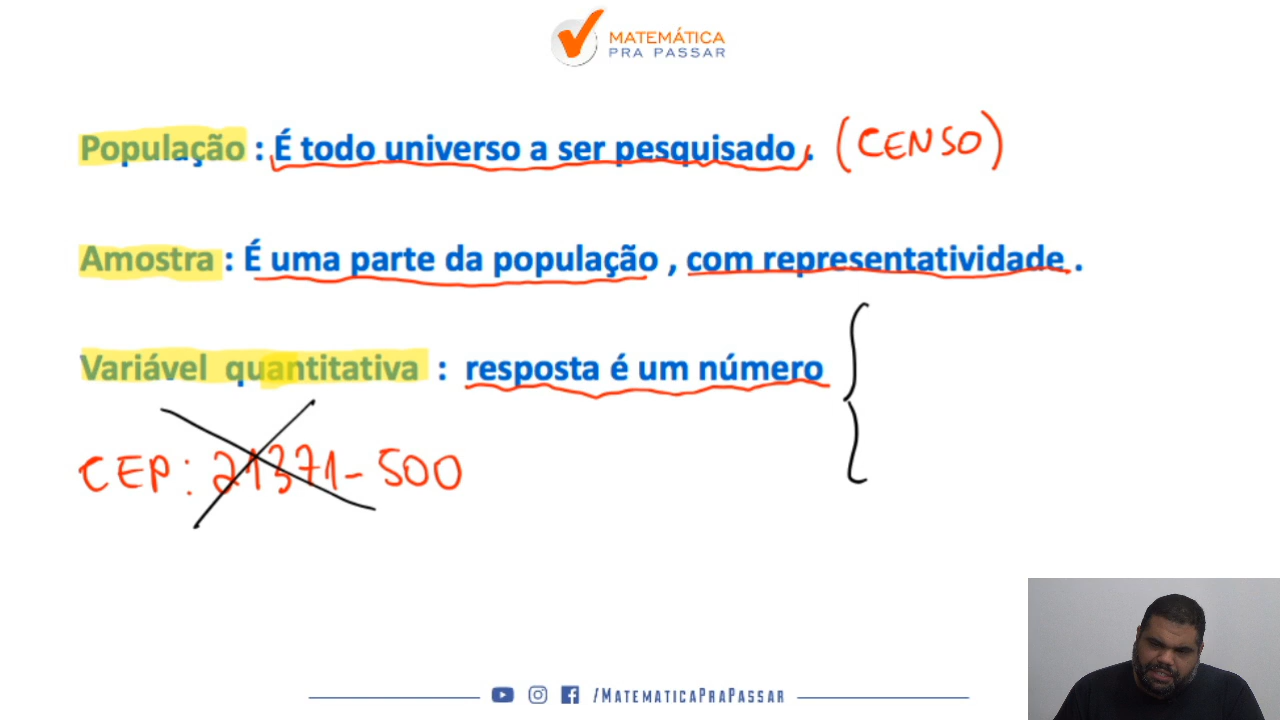 MATEMÁTICA
PRA PASSAR
População : É todo universo a ser pesquisado . (CENSO)
Amostra : É uma parte da população , com representatividade .
Variável quantitativa : resposta é um número
CEP: 21371-500
/MATEMATICAPRAPASSAR